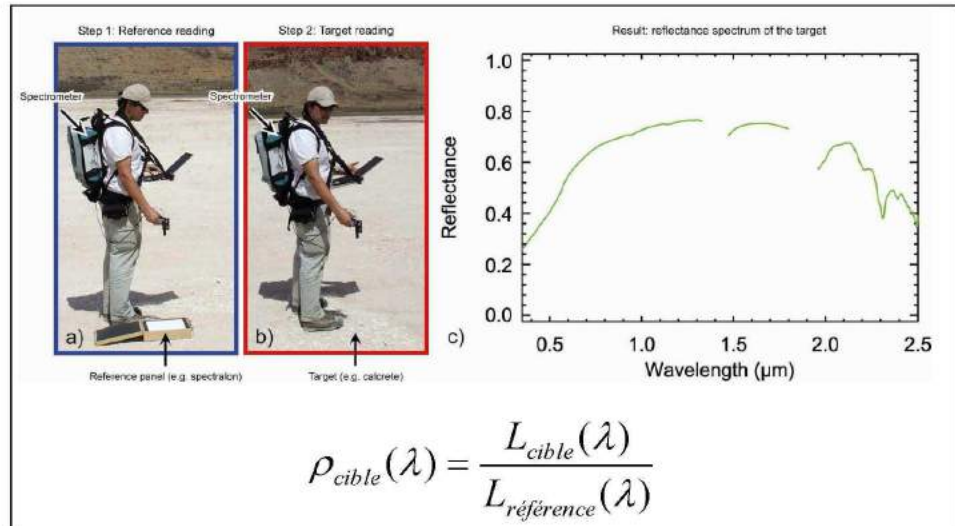 Step 1: Reference reading
Step 2: Target reading
Result: reflectance spectrum of the target
Spectrometer
Spectrometer
a)
b)
c)
Reference panel (e.g. spectralon)
Target (e.g. calcrete)
Reflectance
1.0
0.8
0.6
0.4
0.2
0.0
0.5 1.0 1.5 2.0 2.5
Wavelength (µm)
ρcible(λ) = Lcible(λ) / Lréférence(λ)